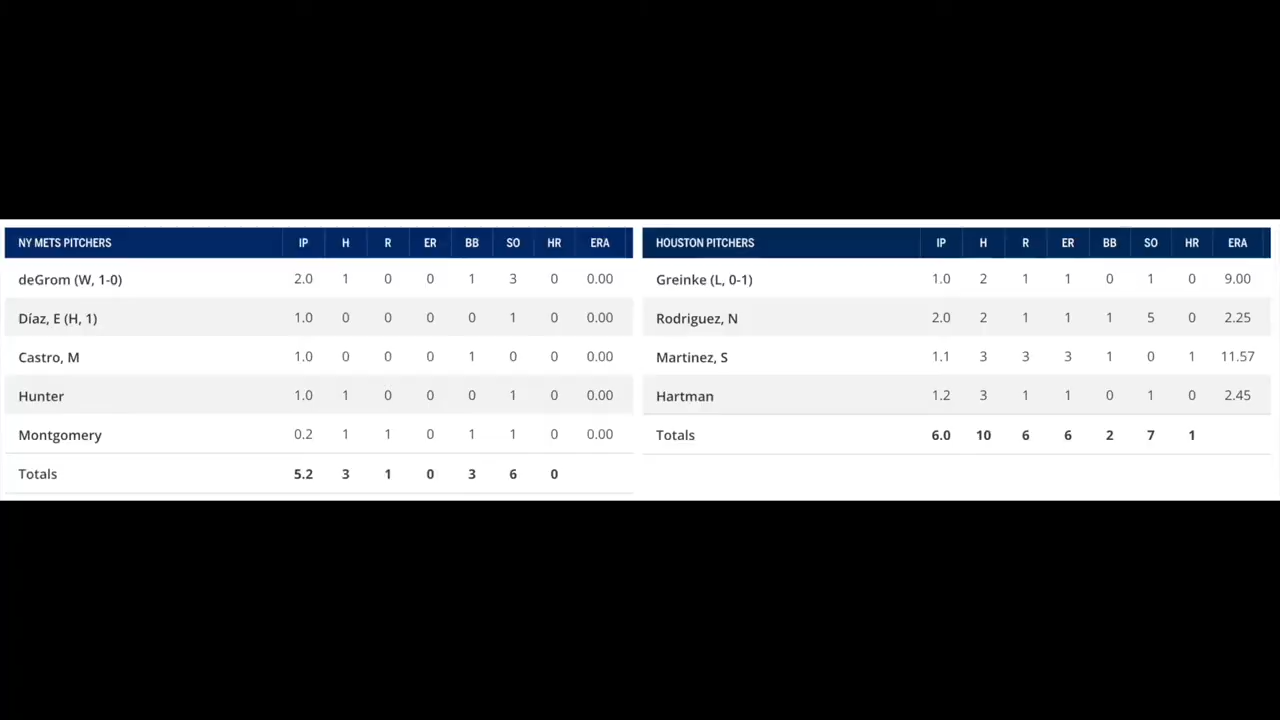 NY METS PITCHERS IP H R ER BB SO HR ERA
deGrom (W, 1-0) 2.0 1 0 0 1 3 0 0.00
Díaz, E (H, 1) 1.0 0 0 0 0 1 0 0.00
Castro, M 1.0 0 0 0 1 0 0 0.00
Hunter 1.0 1 0 0 0 1 0 0.00
Montgomery 0.2 1 1 0 1 1 0 0.00
Totals 5.2 3 1 0 3 6 0
HOUSTON PITCHERS IP H R ER BB SO HR ERA
Greinke (L, 0-1) 1.0 2 1 1 0 1 0 9.00
Rodriguez, N 2.0 2 1 1 1 5 0 2.25
Martinez, S 1.1 3 3 3 1 0 1 11.57
Hartman 1.2 3 1 1 0 1 0 2.45
Totals 6.0 10 6 6 2 7 1